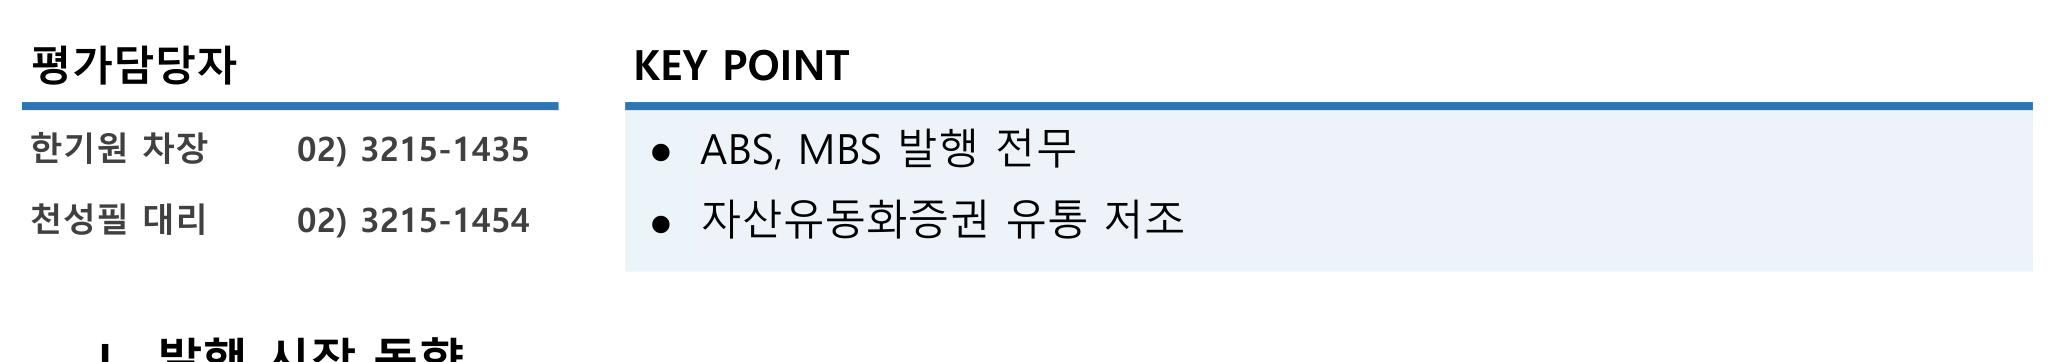 평가담당자
한기원 차장 02) 3215-1435
천성필 대리 02) 3215-1454
KEY POINT
● ABS, MBS 발행 전무
● 자산유동화증권 유통 저조
I. 발행 시장 동향